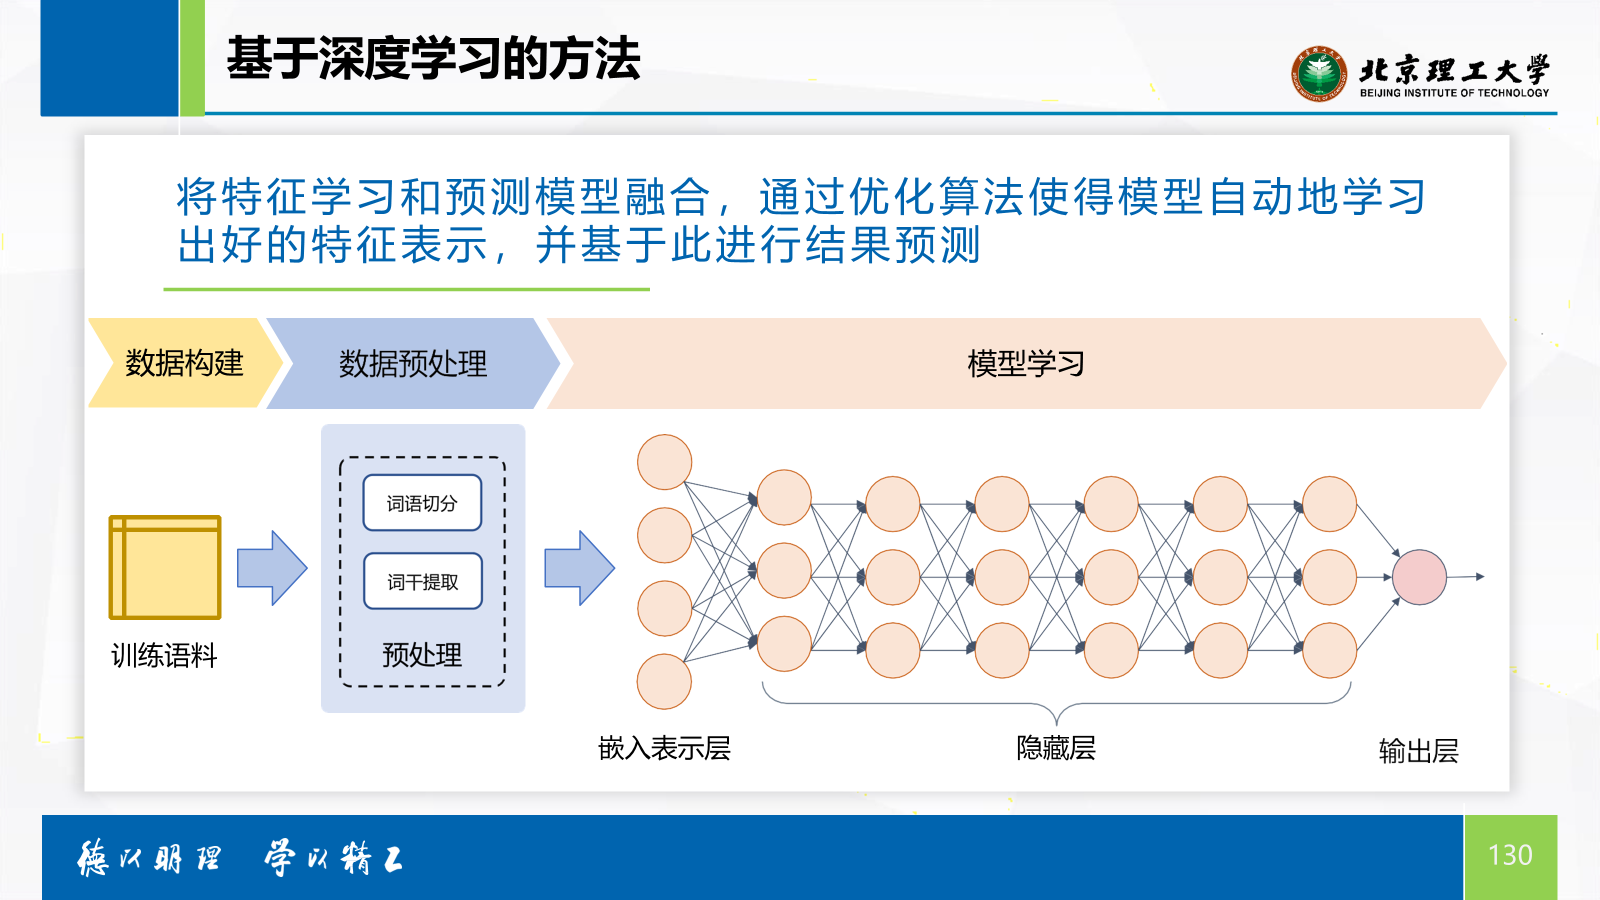 基于深度学习的方法
北京理工大学
BEIJING INSTITUTE OF TECHNOLOGY
将特征学习和预测模型融合，通过优化算法使得模型自动地学习
出好的特征表示，并基于此进行结果预测
数据构建
数据预处理
模型学习
词语切分
词干提取
预处理
训练语料
嵌入表示层
隐藏层
输出层
德以明理 学以精工
130